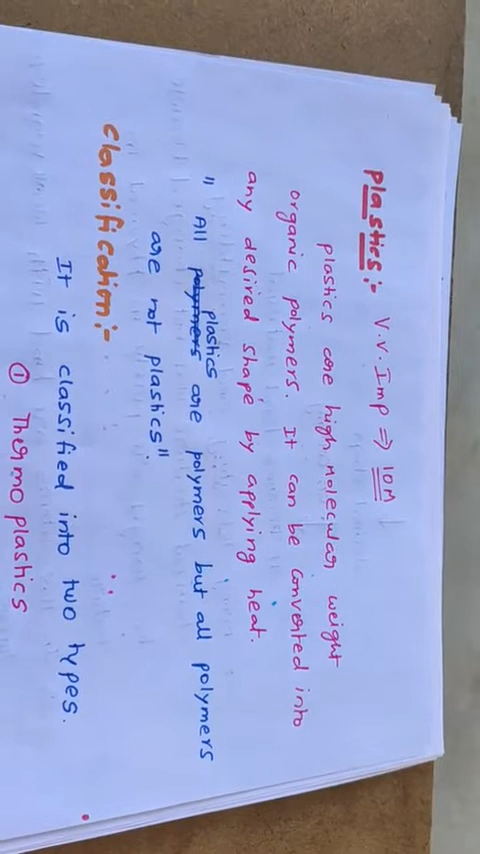 Plastics:- V.V. Imp ⇒ 10M
plastics are high molecular weight
organic polymers. It can be converted into
any desired shape by applying heat.
" All polymers plastics are polymers but all polymers
are not plastics".
Classification:-
It is classified into two types.
① Thermo plastics